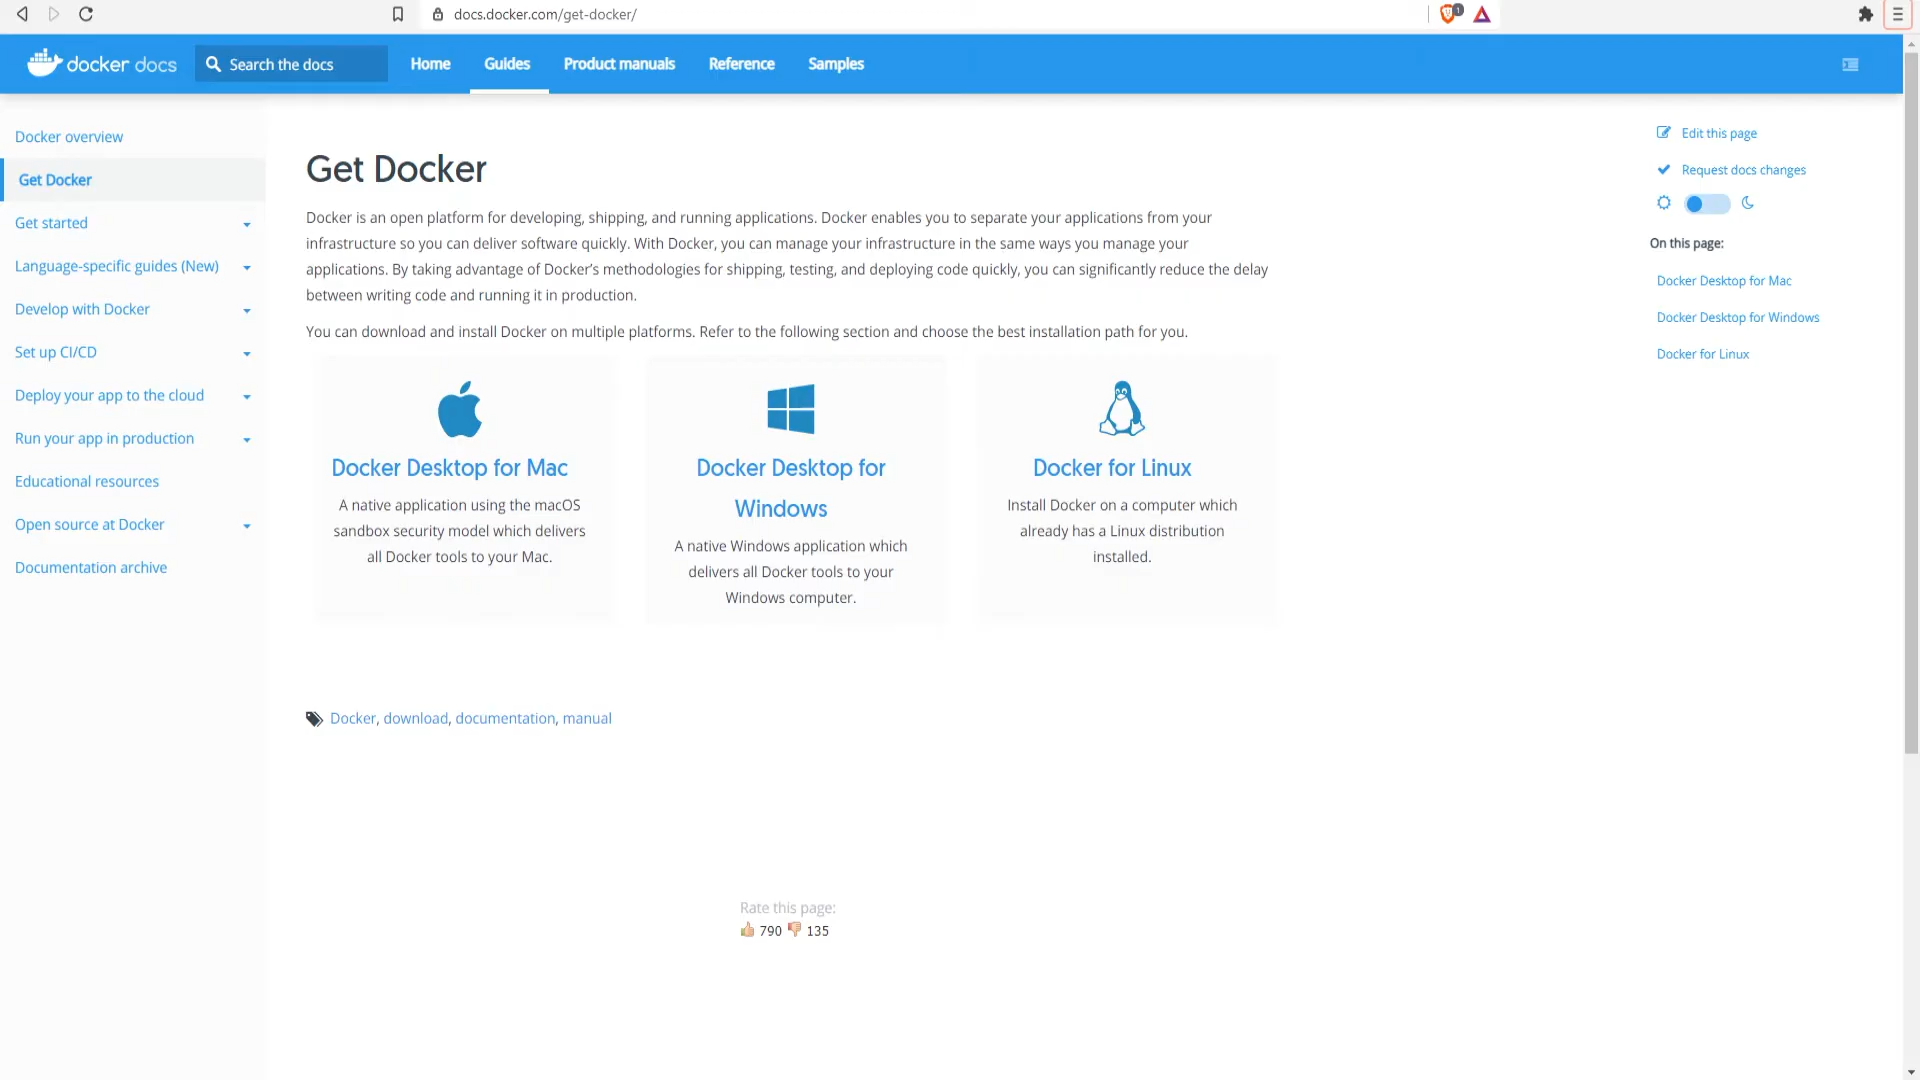 docs.docker.com/get-docker/
1
docker docs
Search the docs
Home
Guides
Product manuals
Reference
Samples
Docker overview
Get Docker
Get started
Language-specific guides (New)
Develop with Docker
Set up CI/CD
Deploy your app to the cloud
Run your app in production
Educational resources
Open source at Docker
Documentation archive
Get Docker
Docker is an open platform for developing, shipping, and running applications. Docker enables you to separate your applications from your
infrastructure so you can deliver software quickly. With Docker, you can manage your infrastructure in the same ways you manage your
applications. By taking advantage of Docker’s methodologies for shipping, testing, and deploying code quickly, you can significantly reduce the delay
between writing code and running it in production.
You can download and install Docker on multiple platforms. Refer to the following section and choose the best installation path for you.
Docker Desktop for Mac
A native application using the macOS
sandbox security model which delivers
all Docker tools to your Mac.
Docker Desktop for
Windows
A native Windows application which
delivers all Docker tools to your
Windows computer.
Docker for Linux
Install Docker on a computer which
already has a Linux distribution
installed.
Docker, download, documentation, manual
Rate this page:
790 135
Edit this page
Request docs changes
On this page:
Docker Desktop for Mac
Docker Desktop for Windows
Docker for Linux